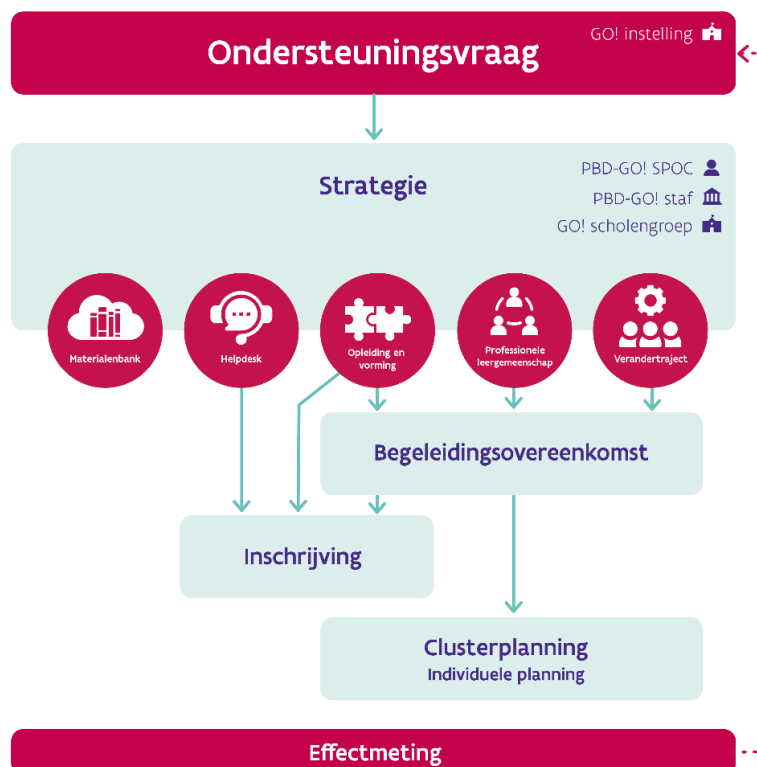 Ondersteuningsvraag
GO! instelling
Strategie
PBD-GO! SPOC
PBD-GO! staf
GO! scholengroep
Materialenbank
Helpdesk
Opleiding en
vorming
Professionele
leergemeenschap
Verandertraject
Begeleidingsovereenkomst
Inschrijving
Clusterplanning
Individuele planning
Effectmeting